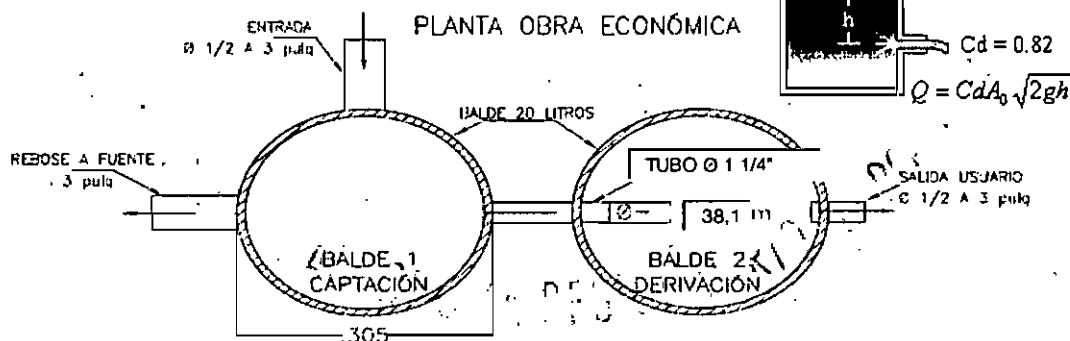 PLANTA OBRA ECONÓMICA
ENTRADA
Ø 1/2 A 3 pulg
h
Cd = 0.82
Q = CdA₀√2gh
BALDE 20 LITROS
REBOSE A FUENTE
3 pulg
TUBO Ø 1 1/4"
Ø
38,1 m
SALIDA USUARIO
Ø 1/2 A 3 pulg
BALDE 1
CAPTACIÓN
BALDE 2
DERIVACIÓN
.305